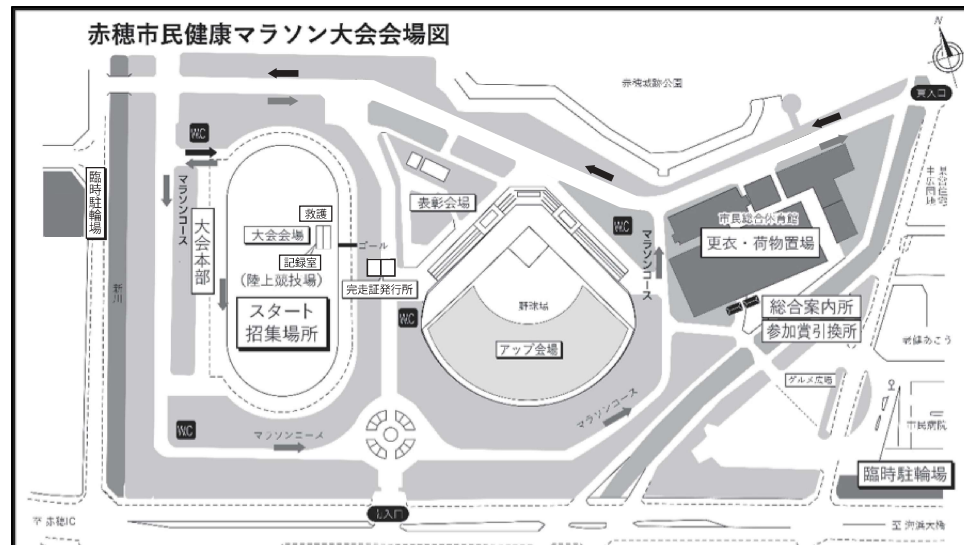 赤穂市民健康マラソン大会会場図
N
赤穂城跡公園
東入口
W.C
マラソンコース
臨時駐輪場
新川
大会本部
救護
大会会場
記録室
(陸上競技場)
ゴール
完走証発行所
スタート
招集場所
表彰会場
W.C
野球場
アップ会場
W.C
マラソンコース
市民総合体育館
更衣・荷物置場
総合案内所
参加賞引換所
グルメ広場
老健あこう
市民病院
臨時駐輪場
W.C
マラソンコース
マラソンコース
北入口
至 赤穂IC
至 赤浜大橋